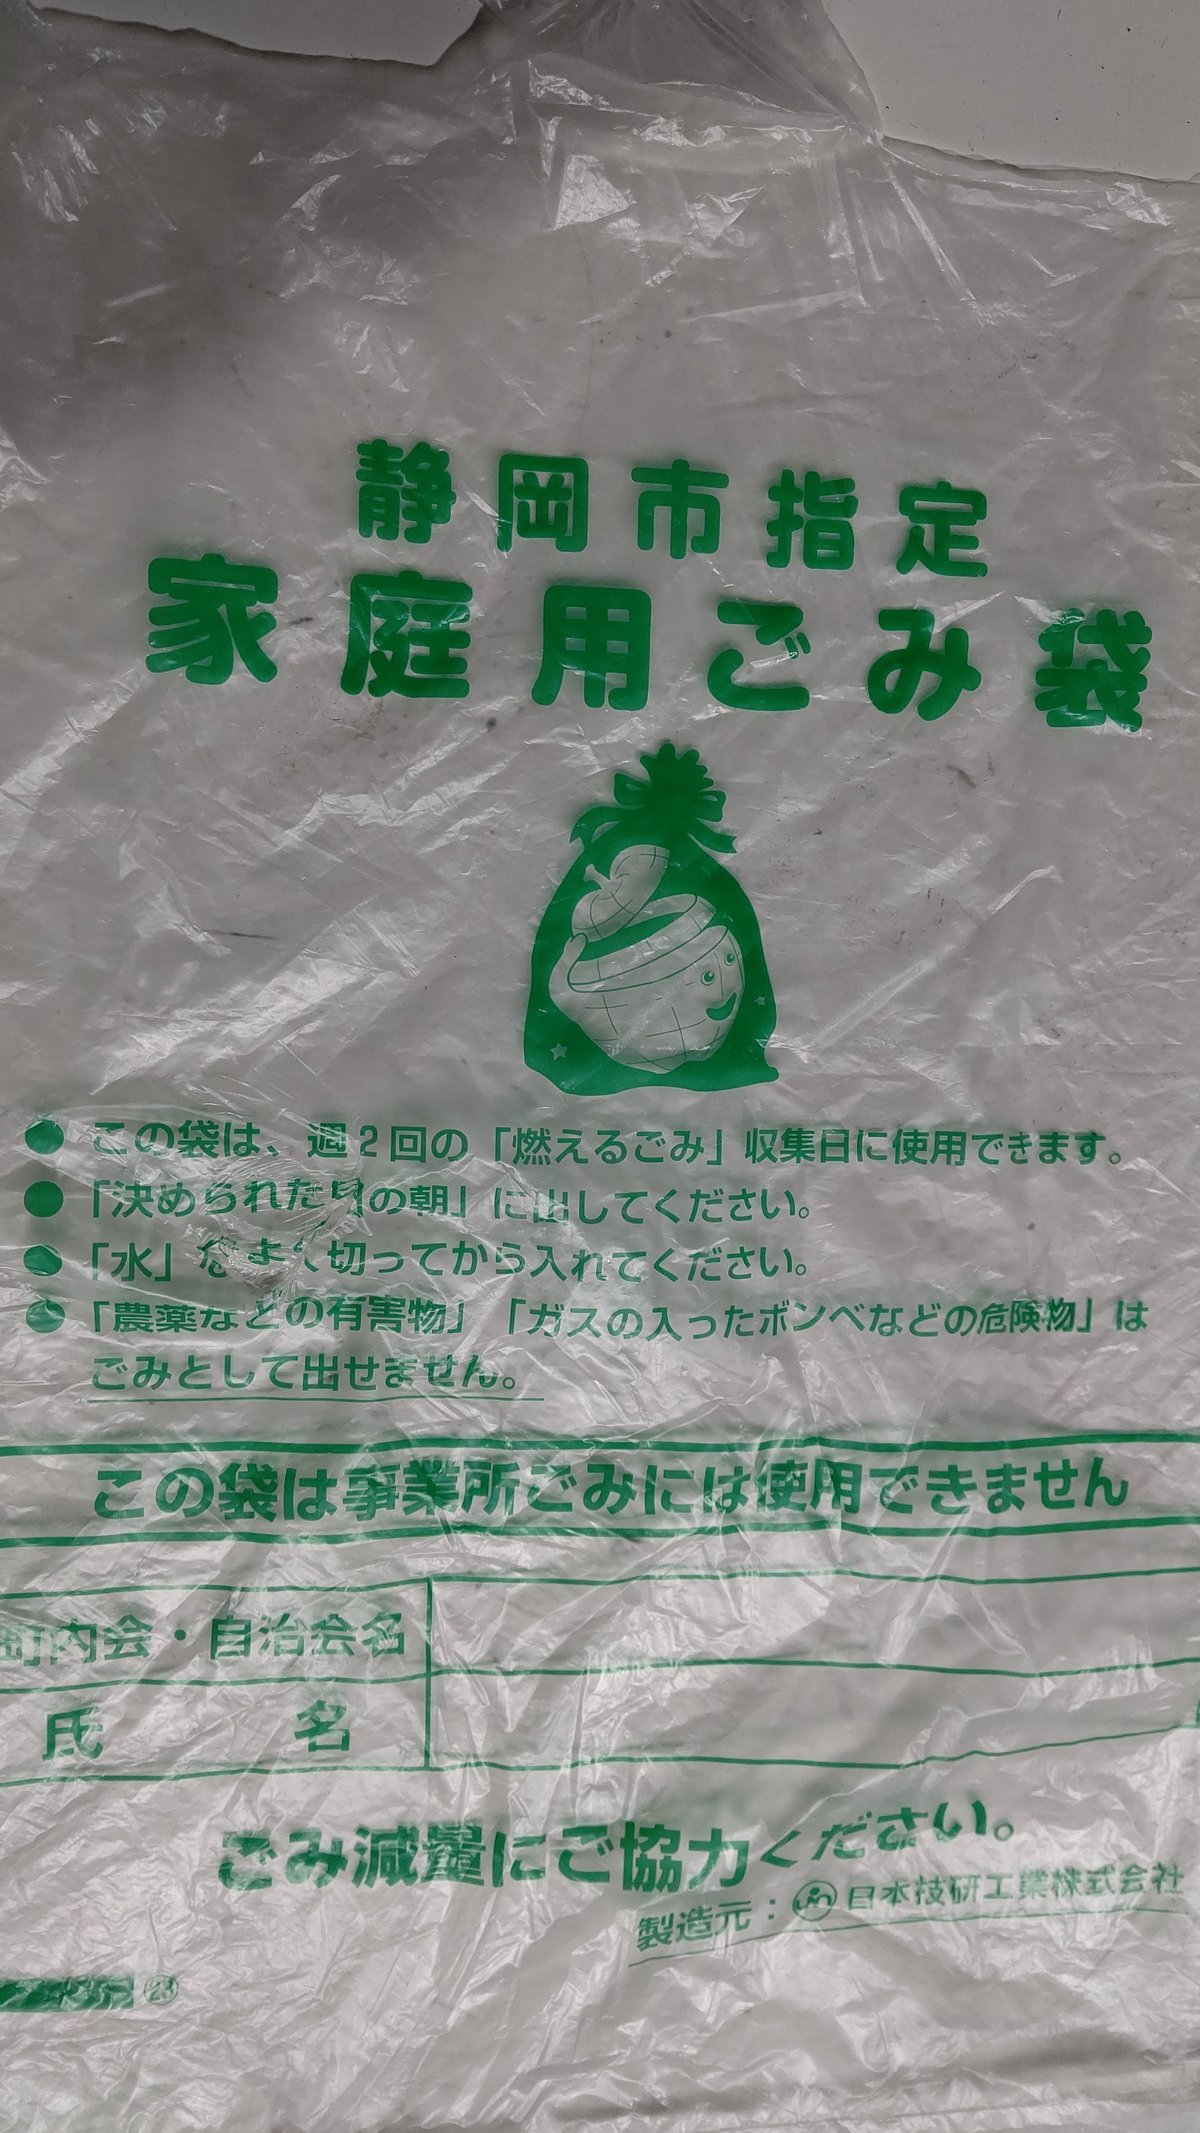 静岡市指定
家庭用ごみ袋
● この袋は、週2回の「燃えるごみ」収集日に使用できます。
● 「決められた日の朝」に出してください。
● 「水」をよく切ってから入れてください。
● 「農薬などの有害物」「ガスの入ったボンベなどの危険物」は
ごみとして出せません。
この袋は事業所ごみには使用できません
町内会・自治会名
氏 名
ごみ減量にご協力ください。
製造元：日本技研工業株式会社